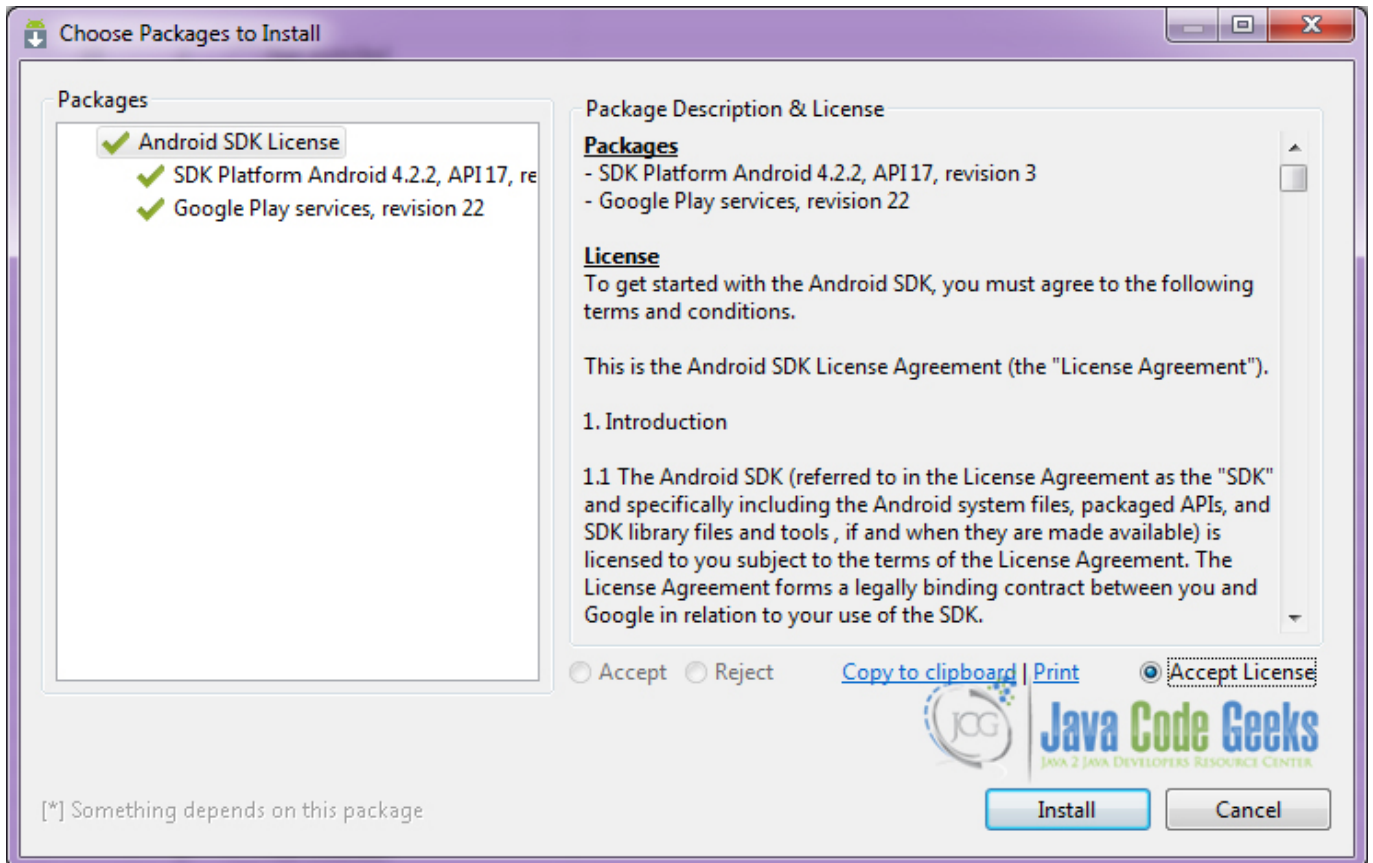 Choose Packages to Install
Packages
Android SDK License
SDK Platform Android 4.2.2, API 17, re
Google Play services, revision 22
Package Description & License
Packages
- SDK Platform Android 4.2.2, API 17, revision 3
- Google Play services, revision 22
License
To get started with the Android SDK, you must agree to the following
terms and conditions.
This is the Android SDK License Agreement (the "License Agreement").
1. Introduction
1.1 The Android SDK (referred to in the License Agreement as the "SDK"
and specifically including the Android system files, packaged APIs, and
SDK library files and tools , if and when they are made available) is
licensed to you subject to the terms of the License Agreement. The
License Agreement forms a legally binding contract between you and
Google in relation to your use of the SDK.
Accept Reject Copy to clipboard | Print Accept License
JCG Java Code Geeks
JAVA 2 JAVA DEVELOPERS RESOURCE CENTER
[*] Something depends on this package
Install Cancel